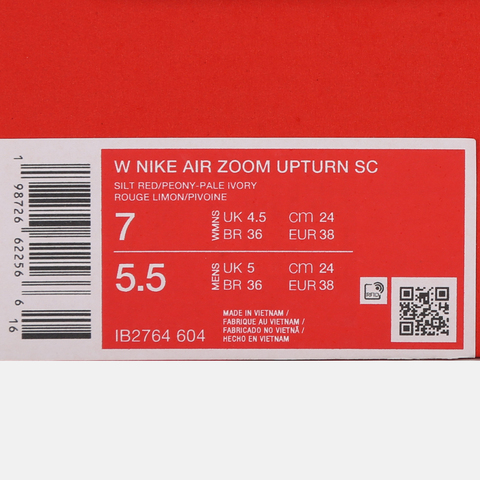 W NIKE AIR ZOOM UPTURN SC
SILT RED/PEONY-PALE IVORY
ROUGE LIMON/PIVOINE
7 WMNS UK 4.5 cm 24
BR 36 EUR 38
5.5 MENS UK 5 cm 24
BR 36 EUR 38
IB2764 604
MADE IN VIETNAM /
FABRIQUE AU VIETNAM /
FABRICADO NO VIETNÃ /
HECHO EN VIETNAM
RFID
1 98726 62256 6 16